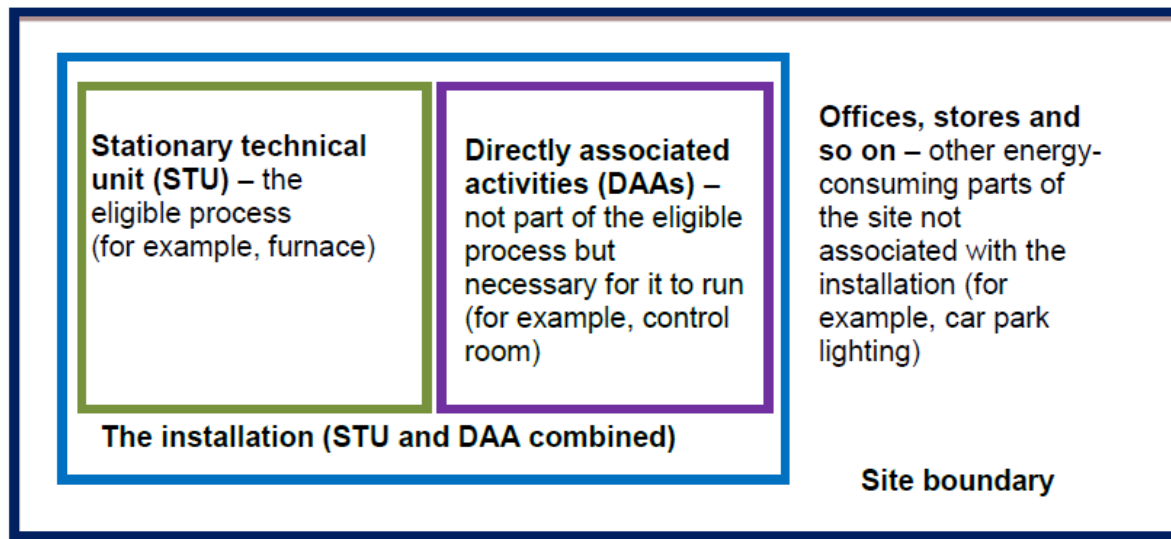 Stationary technical
unit (STU) – the
eligible process
(for example, furnace)
Directly associated
activities (DAAs) –
not part of the eligible
process but
necessary for it to run
(for example, control
room)
The installation (STU and DAA combined)
Offices, stores and
so on – other energy-
consuming parts of
the site not
associated with the
installation (for
example, car park
lighting)
Site boundary